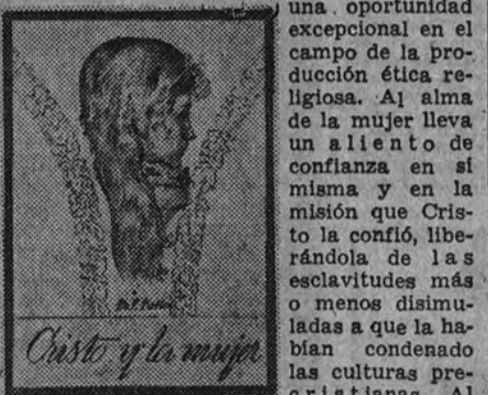 una oportunidad
excepcional en el
campo de la pro-
ducción ética re-
ligiosa. Al alma
de la mujer lleva
un aliento de
confianza en sí
misma y en la
misión que Cris-
to la confió, libe-
rándola de las
esclavitudes más
o menos disimu-
ladas a que la ha-
bían condenado
las culturas pre-
cristianas. Al
Cristo y la mujer